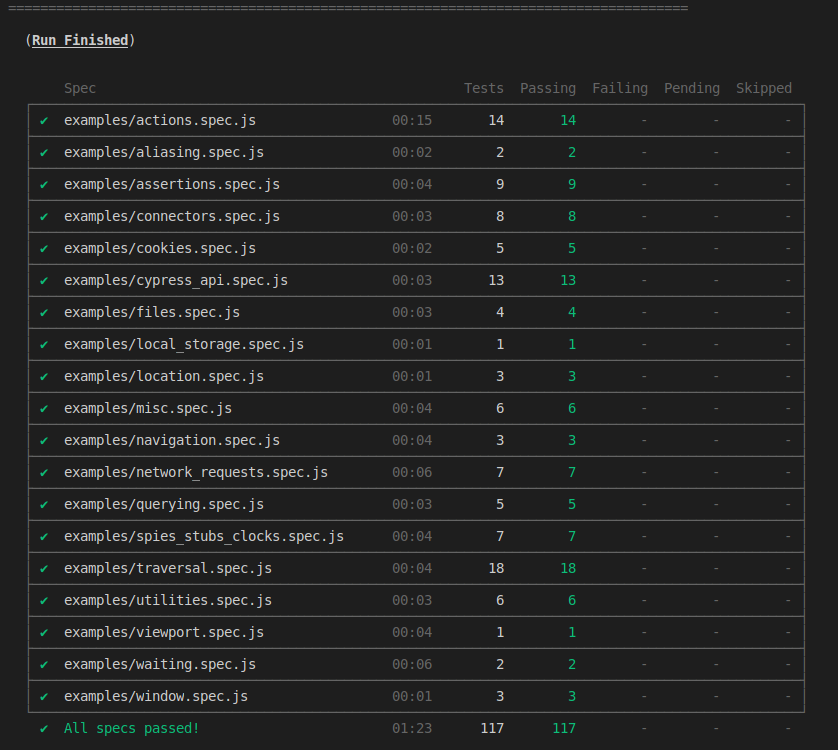 (Run Finished)
Spec Tests Passing Failing Pending Skipped
✔ examples/actions.spec.js 00:15 14 14 - - -
✔ examples/aliasing.spec.js 00:02 2 2 - - -
✔ examples/assertions.spec.js 00:04 9 9 - - -
✔ examples/connectors.spec.js 00:03 8 8 - - -
✔ examples/cookies.spec.js 00:02 5 5 - - -
✔ examples/cypress_api.spec.js 00:03 13 13 - - -
✔ examples/files.spec.js 00:03 4 4 - - -
✔ examples/local_storage.spec.js 00:01 1 1 - - -
✔ examples/location.spec.js 00:01 3 3 - - -
✔ examples/misc.spec.js 00:04 6 6 - - -
✔ examples/navigation.spec.js 00:04 3 3 - - -
✔ examples/network_requests.spec.js 00:06 7 7 - - -
✔ examples/querying.spec.js 00:03 5 5 - - -
✔ examples/spies_stubs_clocks.spec.js 00:04 7 7 - - -
✔ examples/traversal.spec.js 00:04 18 18 - - -
✔ examples/utilities.spec.js 00:03 6 6 - - -
✔ examples/viewport.spec.js 00:04 1 1 - - -
✔ examples/waiting.spec.js 00:06 2 2 - - -
✔ examples/window.spec.js 00:01 3 3 - - -
✔ All specs passed! 01:23 117 117 - - -